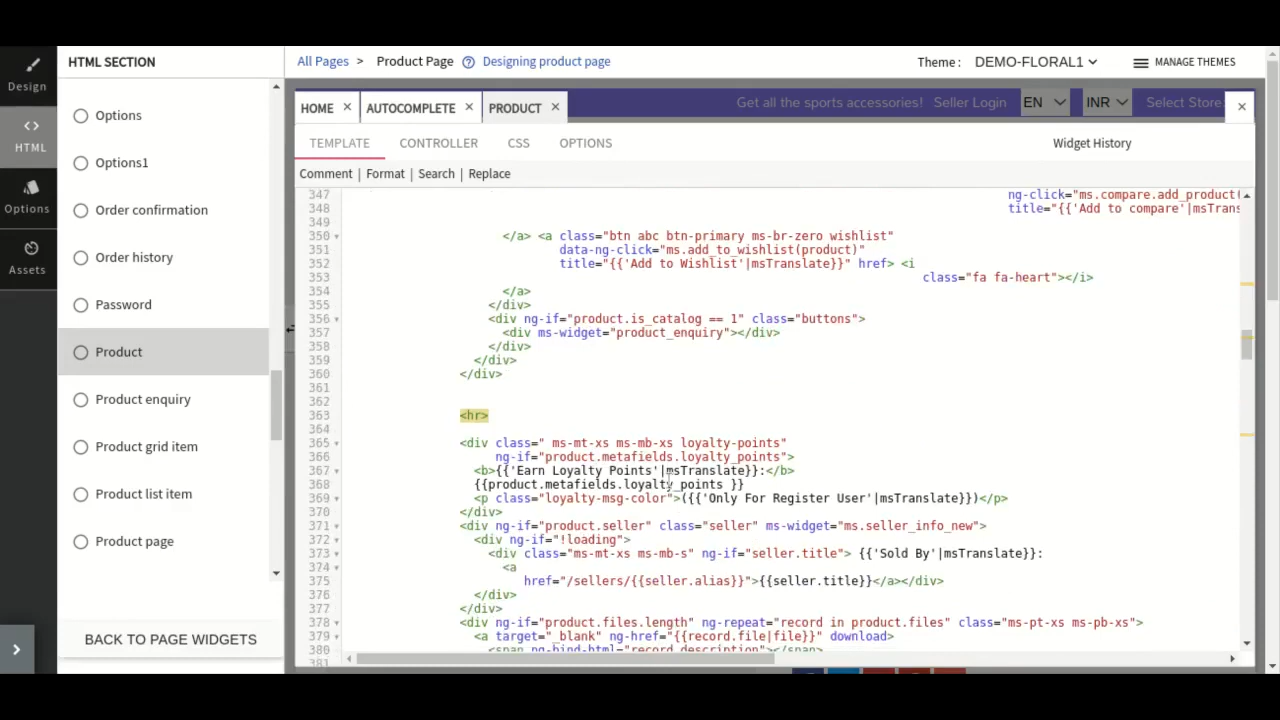 HTML SECTION
All Pages > Product Page Designing product page
Theme : DEMO-FLORAL1
MANAGE THEMES
Design
HTML
Options
Assets
Options
Options1
Order confirmation
Order history
Password
Product
Product enquiry
Product grid item
Product list item
Product page
BACK TO PAGE WIDGETS
HOME AUTOCOMPLETE PRODUCT
Get all the sports accessories! Seller Login EN INR Select Store
TEMPLATE CONTROLLER CSS OPTIONS
Widget History
Comment | Format | Search | Replace
347 ng-click="ms.compare.add_product(
348 title="{{'Add to compare'|msTrans
349
350 </a> <a class="btn abc btn-primary ms-br-zero wishlist"
351 data-ng-click="ms.add_to_wishlist(product)"
352 title="{{'Add to Wishlist'|msTranslate}}" href> <i
353 class="fa fa-heart"></i>
354 </a>
355 </div>
356 <div ng-if="product.is_catalog == 1" class="buttons">
357 <div ms-widget="product_enquiry"></div>
358 </div>
359 </div>
360 </div>
361
362
363 <hr>
364
365 <div class=" ms-mt-xs ms-mb-xs loyalty-points"
366 ng-if="product.metafields.loyalty_points">
367 <b>{{'Earn Loyalty Points'|msTranslate}}:</b>
368 {{product.metafields.loyalty_points }}
369 <p class="loyalty-msg-color">({{'Only For Register User'|msTranslate}})</p>
370 </div>
371 <div ng-if="product.seller" class="seller" ms-widget="ms.seller_info_new">
372 <div ng-if="!loading">
373 <div class="ms-mt-xs ms-mb-s" ng-if="seller.title"> {{'Sold By'|msTranslate}}:
374 <a
375 href="/sellers/{{seller.alias}}">{{seller.title}}</a></div>
376 </div>
377 </div>
378 <div ng-if="product.files.length" ng-repeat="record in product.files" class="ms-pt-xs ms-pb-xs">
379 <a target="_blank" ng-href="{{record.file|file}}" download>
380 <span ng-bind-html="record.description"></span>
381